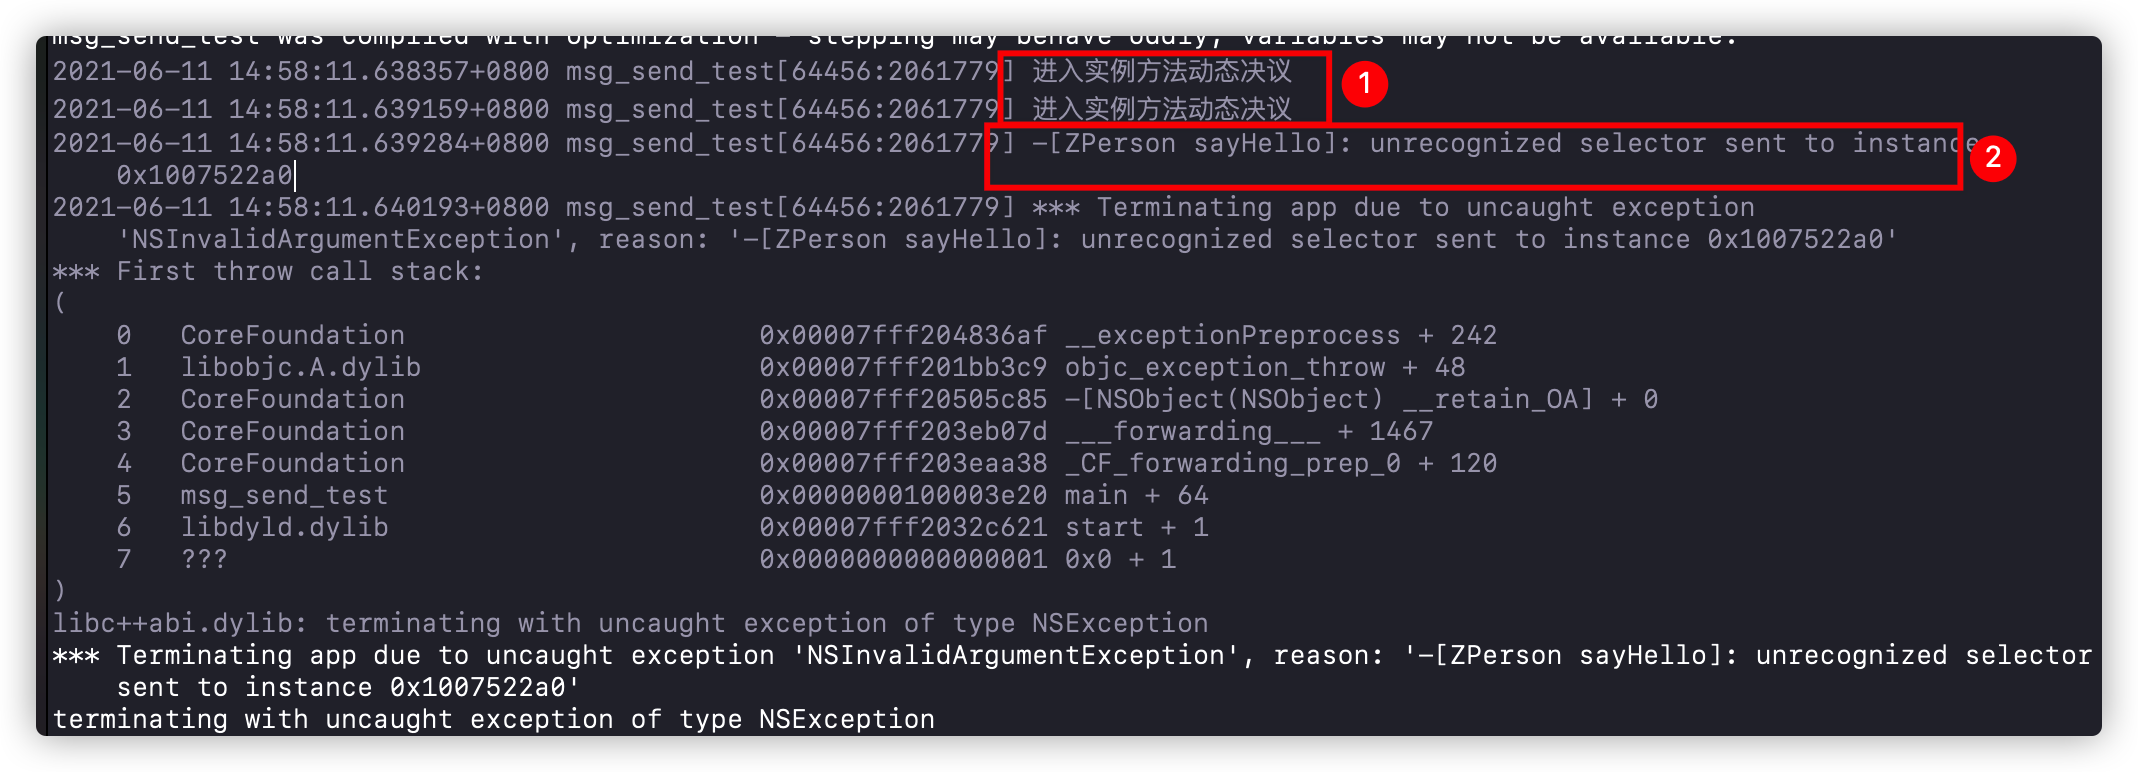 msg_send_test was compiled with optimization - stepping may behave oddly; variables may not be available.
2021-06-11 14:58:11.638357+0800 msg_send_test[64456:2061779] 进入实例方法动态决议
1
2021-06-11 14:58:11.639159+0800 msg_send_test[64456:2061779] 进入实例方法动态决议
2021-06-11 14:58:11.639284+0800 msg_send_test[64456:2061779] -[ZPerson sayHello]: unrecognized selector sent to instance
2
0x1007522a0
2021-06-11 14:58:11.640193+0800 msg_send_test[64456:2061779] *** Terminating app due to uncaught exception
'NSInvalidArgumentException', reason: '-[ZPerson sayHello]: unrecognized selector sent to instance 0x1007522a0'
*** First throw call stack:
(
0 CoreFoundation 0x00007fff204836af __exceptionPreprocess + 242
1 libobjc.A.dylib 0x00007fff201bb3c9 objc_exception_throw + 48
2 CoreFoundation 0x00007fff20505c85 -[NSObject(NSObject) __retain_OA] + 0
3 CoreFoundation 0x00007fff203eb07d ___forwarding___ + 1467
4 CoreFoundation 0x00007fff203eaa38 _CF_forwarding_prep_0 + 120
5 msg_send_test 0x0000000100003e20 main + 64
6 libdyld.dylib 0x00007fff2032c621 start + 1
7 ??? 0x0000000000000001 0x0 + 1
)
libc++abi.dylib: terminating with uncaught exception of type NSException
*** Terminating app due to uncaught exception 'NSInvalidArgumentException', reason: '-[ZPerson sayHello]: unrecognized selector
sent to instance 0x1007522a0'
terminating with uncaught exception of type NSException